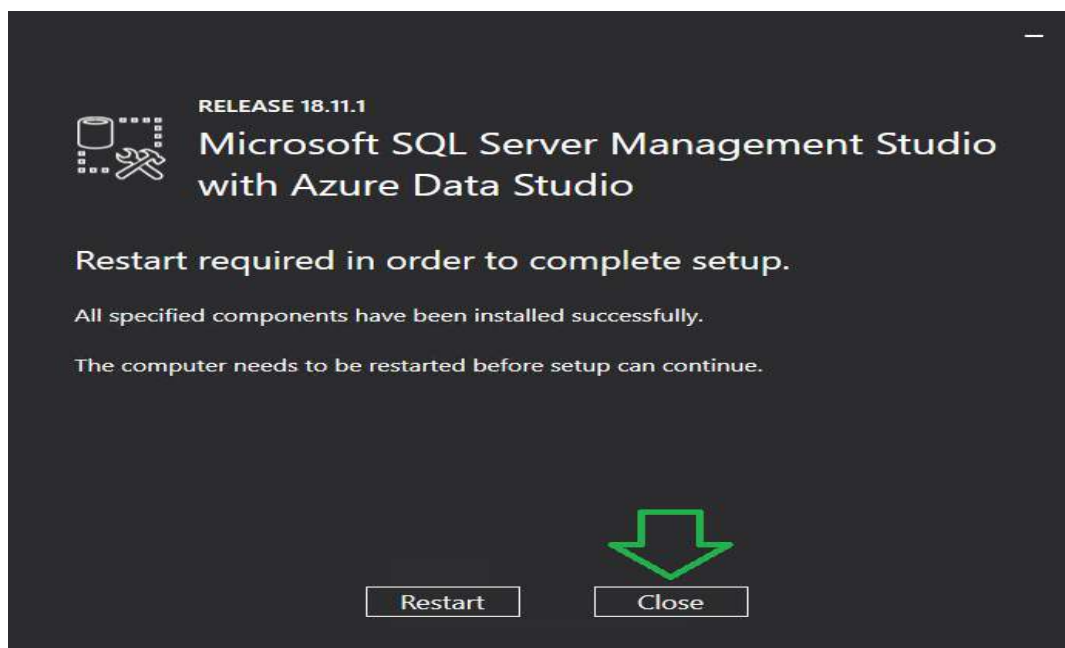 RELEASE 18.11.1
Microsoft SQL Server Management Studio
with Azure Data Studio
Restart required in order to complete setup.
All specified components have been installed successfully.
The computer needs to be restarted before setup can continue.
Restart
Close